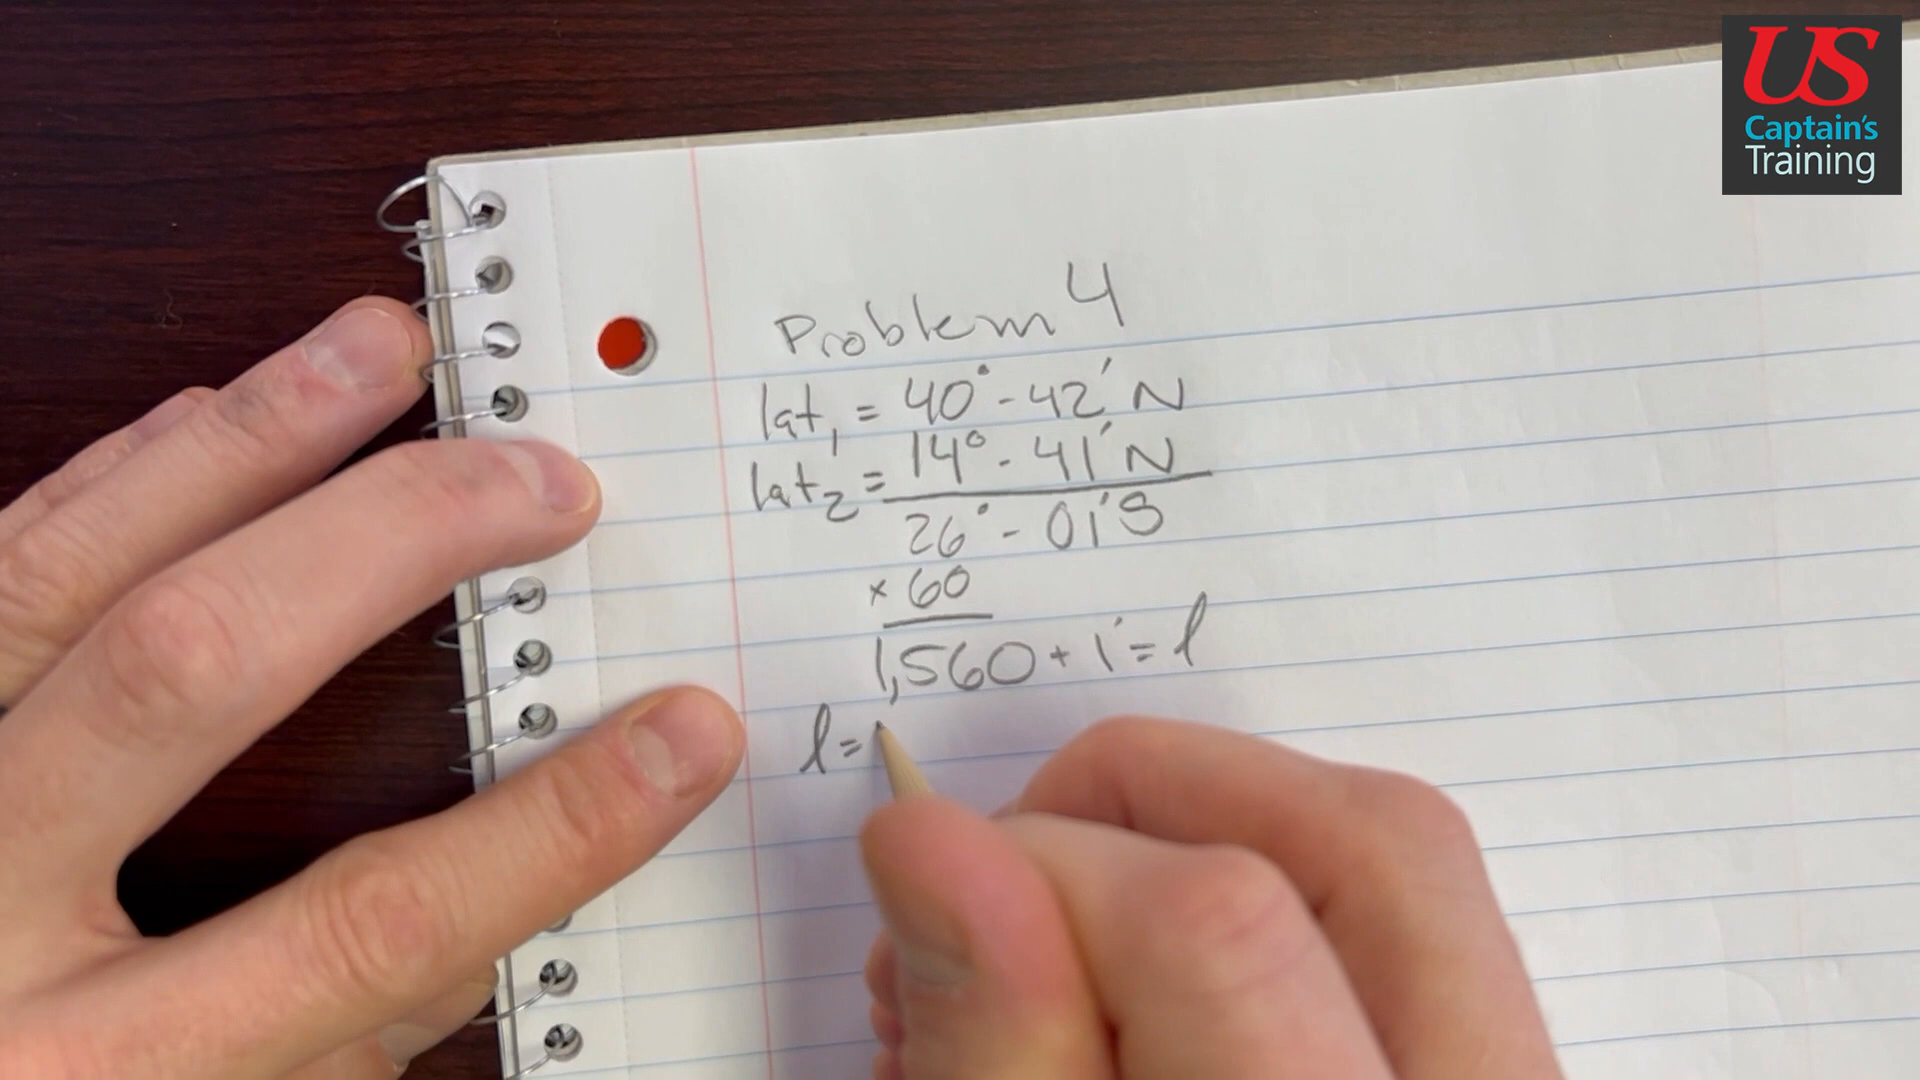 US
Captain's
Training
Problem 4
lat₁ = 40° - 42' N
lat₂ = 14° - 41' N
26° - 01' S
× 60
1,560 + 1' = l
l =